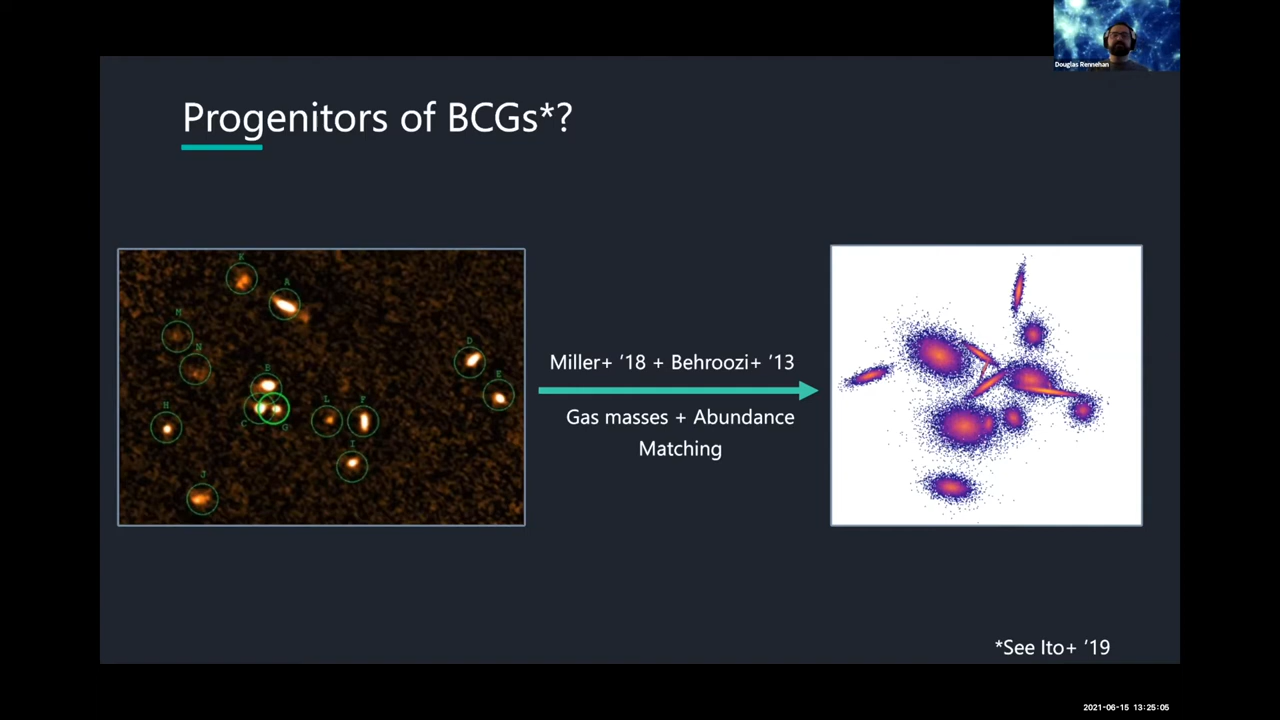 Douglas Rennehan
Progenitors of BCGs*?
K
A
M
N
D
B
E
H
C
G
L
F
I
J
Miller+ ’18 + Behroozi+ ’13
Gas masses + Abundance
Matching
*See Ito+ ’19
2021-06-15 13:25:05